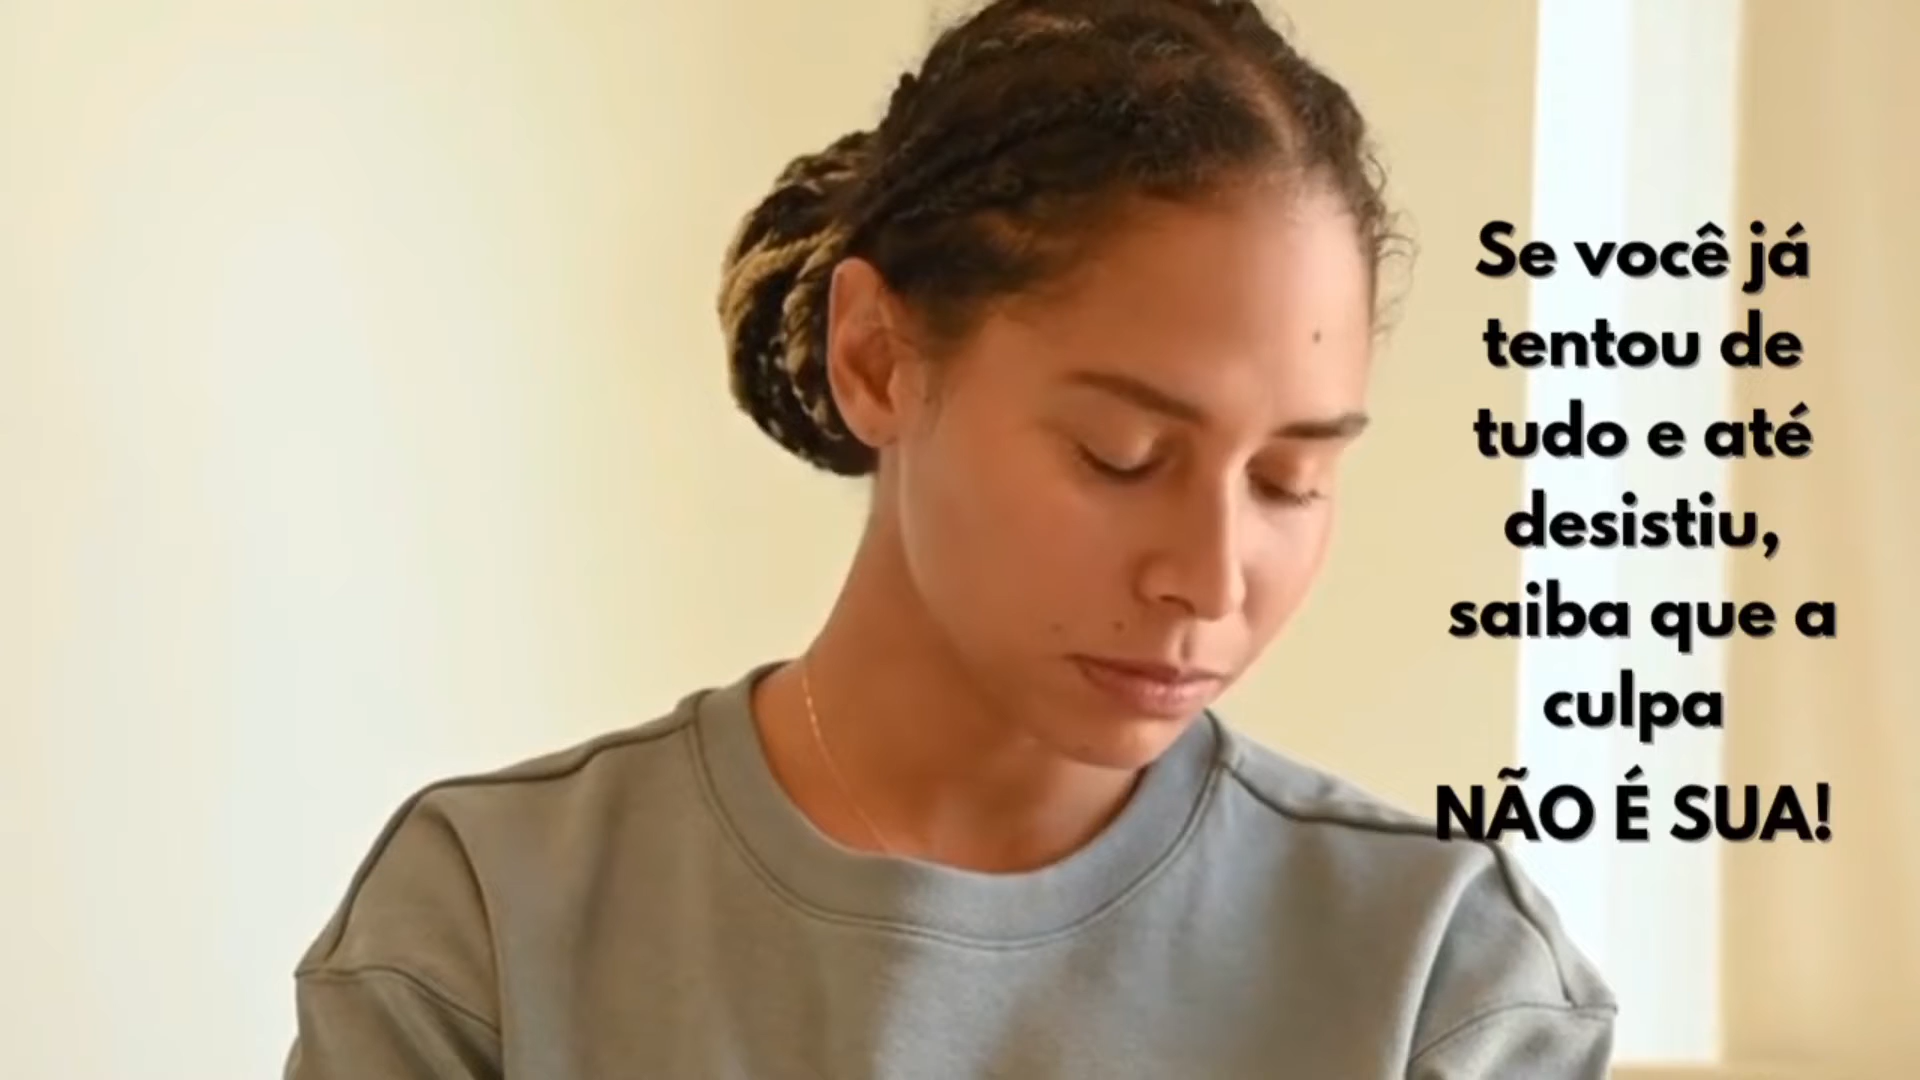 Se você já
tentou de
tudo e até
desistiu,
saiba que a
culpa
NÃO É SUA!